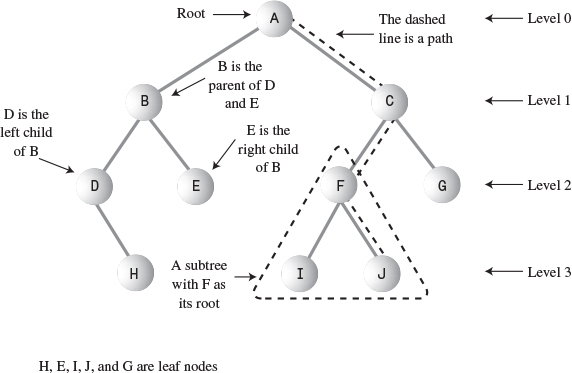 Root
A
The dashed
line is a path
Level 0
B is the
parent of D
and E
B
C
Level 1
D is the
left child
of B
E is the
right child
of B
D
E
F
G
Level 2
A subtree
with F as
its root
H
I
J
Level 3
H, E, I, J, and G are leaf nodes